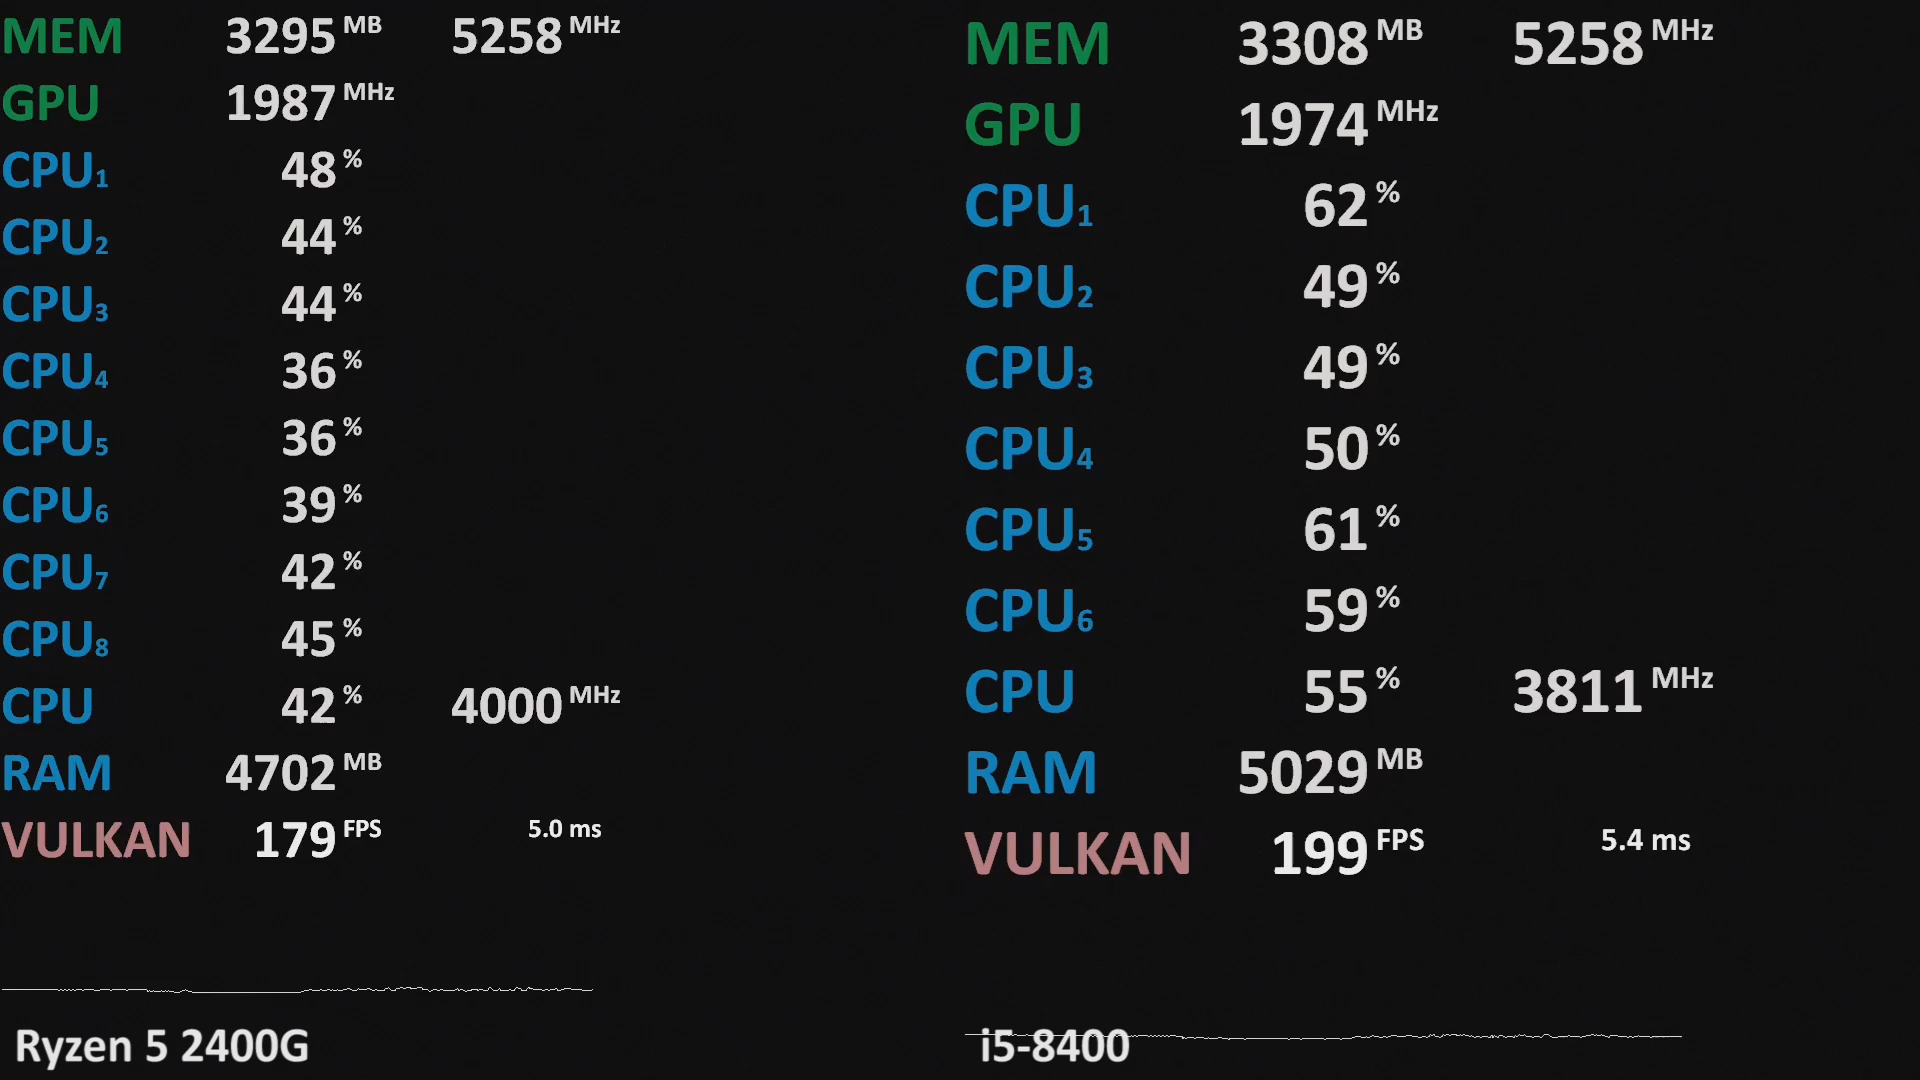 MEM 3295 MB 5258 MHz
GPU 1987 MHz
CPU1 48 %
CPU2 44 %
CPU3 44 %
CPU4 36 %
CPU5 36 %
CPU6 39 %
CPU7 42 %
CPU8 45 %
CPU 42 % 4000 MHz
RAM 4702 MB
VULKAN 179 FPS 5.0 ms
Ryzen 5 2400G
MEM 3308 MB 5258 MHz
GPU 1974 MHz
CPU1 62 %
CPU2 49 %
CPU3 49 %
CPU4 50 %
CPU5 61 %
CPU6 59 %
CPU 55 % 3811 MHz
RAM 5029 MB
VULKAN 199 FPS 5.4 ms
i5-8400